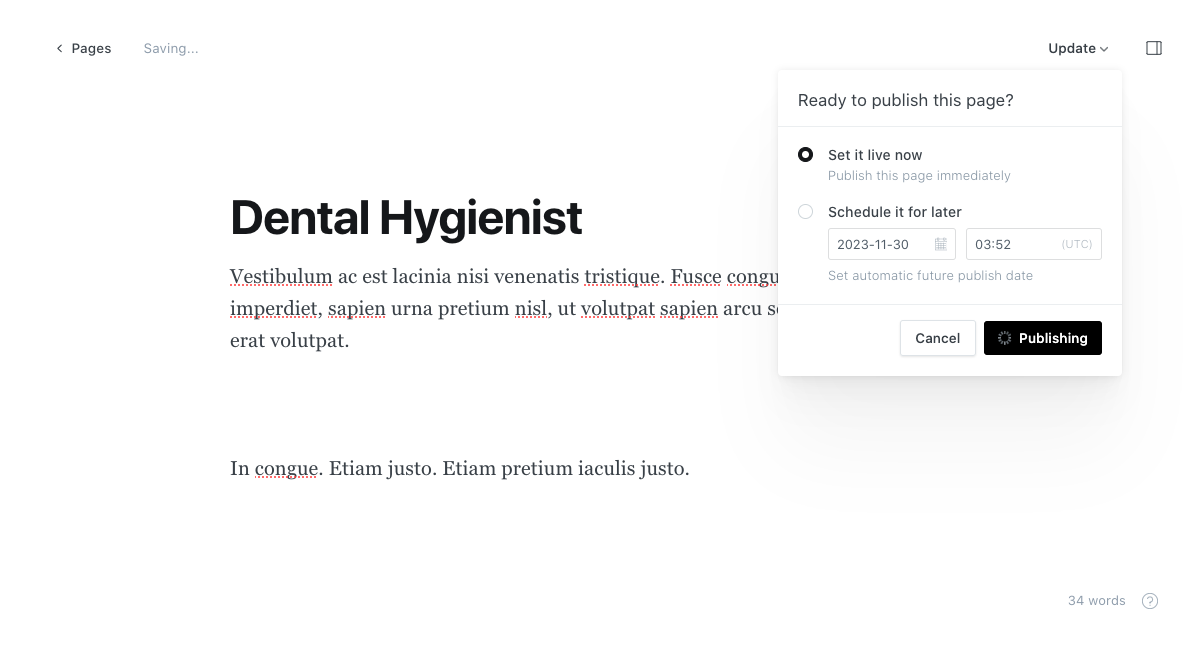 Pages
Saving...
Update
Ready to publish this page?
Set it live now
Publish this page immediately
Schedule it for later
2023-11-30
03:52
(UTC)
Set automatic future publish date
Cancel
Publishing
Dental Hygienist
Vestibulum ac est lacinia nisi venenatis tristique. Fusce
imperdiet, sapien urna pretium nisl, ut volutpat sapien arcu
erat volutpat.
In congue. Etiam justo. Etiam pretium iaculis justo.
34 words